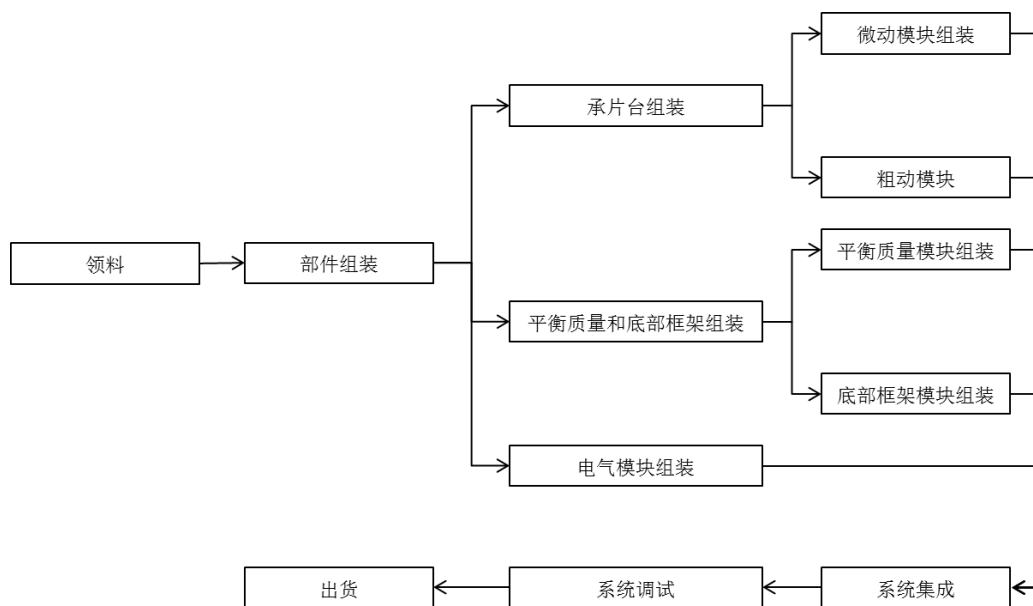 微动模块组装
承片台组装
粗动模块
领料
部件组装
平衡质量模块组装
平衡质量和底部框架组装
底部框架模块组装
电气模块组装
出货
系统调试
系统集成